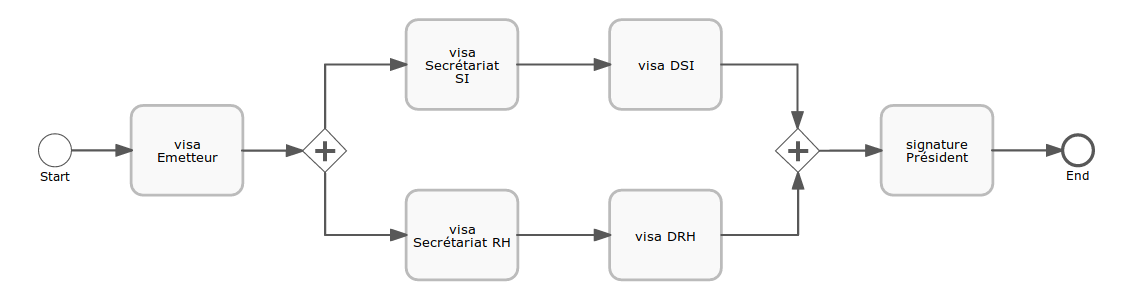 Start
visa
Emetteur
visa
Secrétariat
SI
visa DSI
visa
Secrétariat RH
visa DRH
signature
Président
End